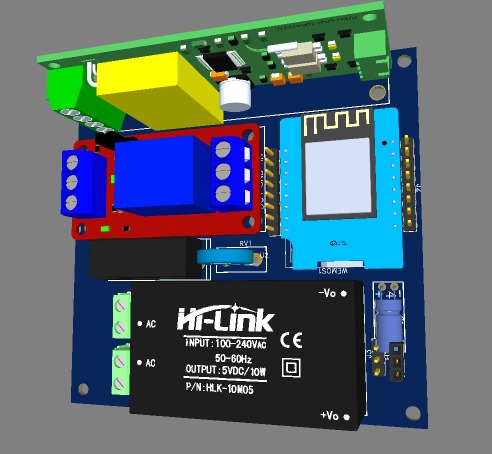 RV1
WEMOS1
-Vo
Hi-Link
AC
INPUT:100-240VAC
CE
50-60Hz
AC
OUTPUT:5VDC/10W
P/N:HLK-10M05
+Vo